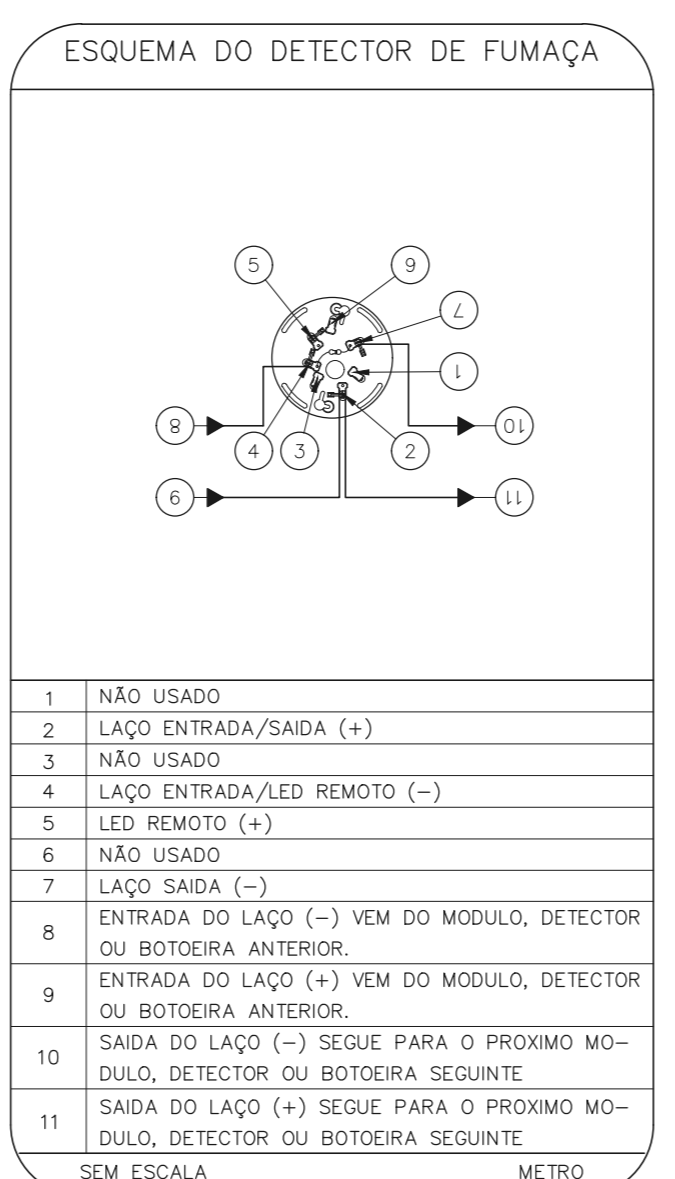 ESQUEMA DO DETECTOR DE FUMAÇA
5
6
7
1
8
10
4
3
2
9
11
1 NÃO USADO
2 LAÇO ENTRADA/SAIDA (+)
3 NÃO USADO
4 LAÇO ENTRADA/LED REMOTO (−)
5 LED REMOTO (+)
6 NÃO USADO
7 LAÇO SAIDA (−)
8 ENTRADA DO LAÇO (−) VEM DO MODULO, DETECTOR
OU BOTOEIRA ANTERIOR.
9 ENTRADA DO LAÇO (+) VEM DO MODULO, DETECTOR
OU BOTOEIRA ANTERIOR.
10 SAIDA DO LAÇO (−) SEGUE PARA O PROXIMO MO−
DULO, DETECTOR OU BOTOEIRA SEGUINTE
11 SAIDA DO LAÇO (+) SEGUE PARA O PROXIMO MO−
DULO, DETECTOR OU BOTOEIRA SEGUINTE
SEM ESCALA METRO